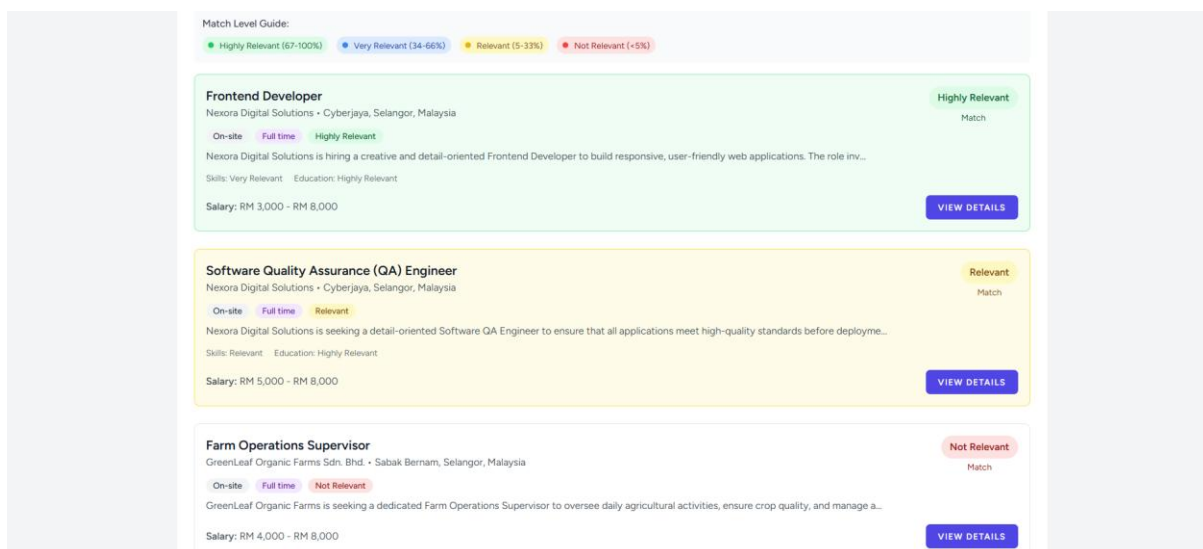 Match Level Guide:
Highly Relevant (67-100%) Very Relevant (34-66%) Relevant (5-33%) Not Relevant (<5%)
Frontend Developer
Highly Relevant
Nexora Digital Solutions • Cyberjaya, Selangor, Malaysia
Match
On-site Full time Highly Relevant
Nexora Digital Solutions is hiring a creative and detail-oriented Frontend Developer to build responsive, user-friendly web applications. The role inv...
Skills: Very Relevant Education: Highly Relevant
Salary: RM 3,000 - RM 8,000
VIEW DETAILS
Software Quality Assurance (QA) Engineer
Relevant
Nexora Digital Solutions • Cyberjaya, Selangor, Malaysia
Match
On-site Full time Relevant
Nexora Digital Solutions is seeking a detail-oriented Software QA Engineer to ensure that all applications meet high-quality standards before deployme...
Skills: Relevant Education: Highly Relevant
Salary: RM 5,000 - RM 8,000
VIEW DETAILS
Farm Operations Supervisor
Not Relevant
GreenLeaf Organic Farms Sdn. Bhd. • Sabak Bernam, Selangor, Malaysia
Match
On-site Full time Not Relevant
GreenLeaf Organic Farms is seeking a dedicated Farm Operations Supervisor to oversee daily agricultural activities, ensure crop quality, and manage a...
Salary: RM 4,000 - RM 8,000
VIEW DETAILS